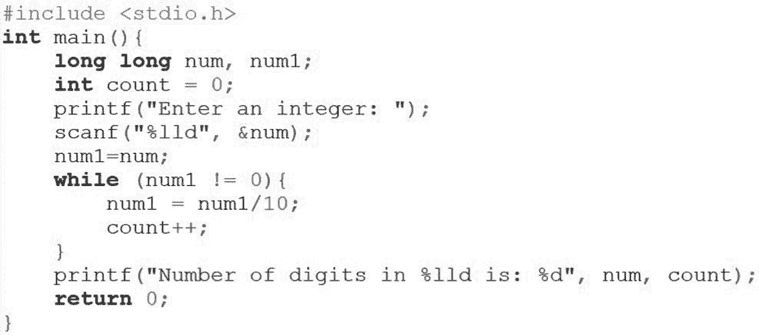 #include <stdio.h>
int main(){
    long long num, num1;
    int count = 0;
    printf("Enter an integer: ");
    scanf("%lld", &num);
    num1=num;
    while (num1 != 0){
        num1 = num1/10;
        count++;
    }
    printf("Number of digits in %lld is: %d", num, count);
    return 0;
}